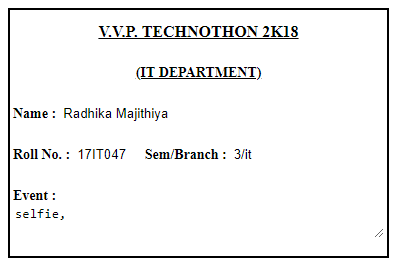 V.V.P. TECHNOTHON 2K18
(IT DEPARTMENT)
Name : Radhika Majithiya
Roll No. : 17IT047 Sem/Branch : 3/it
Event :
selfie,